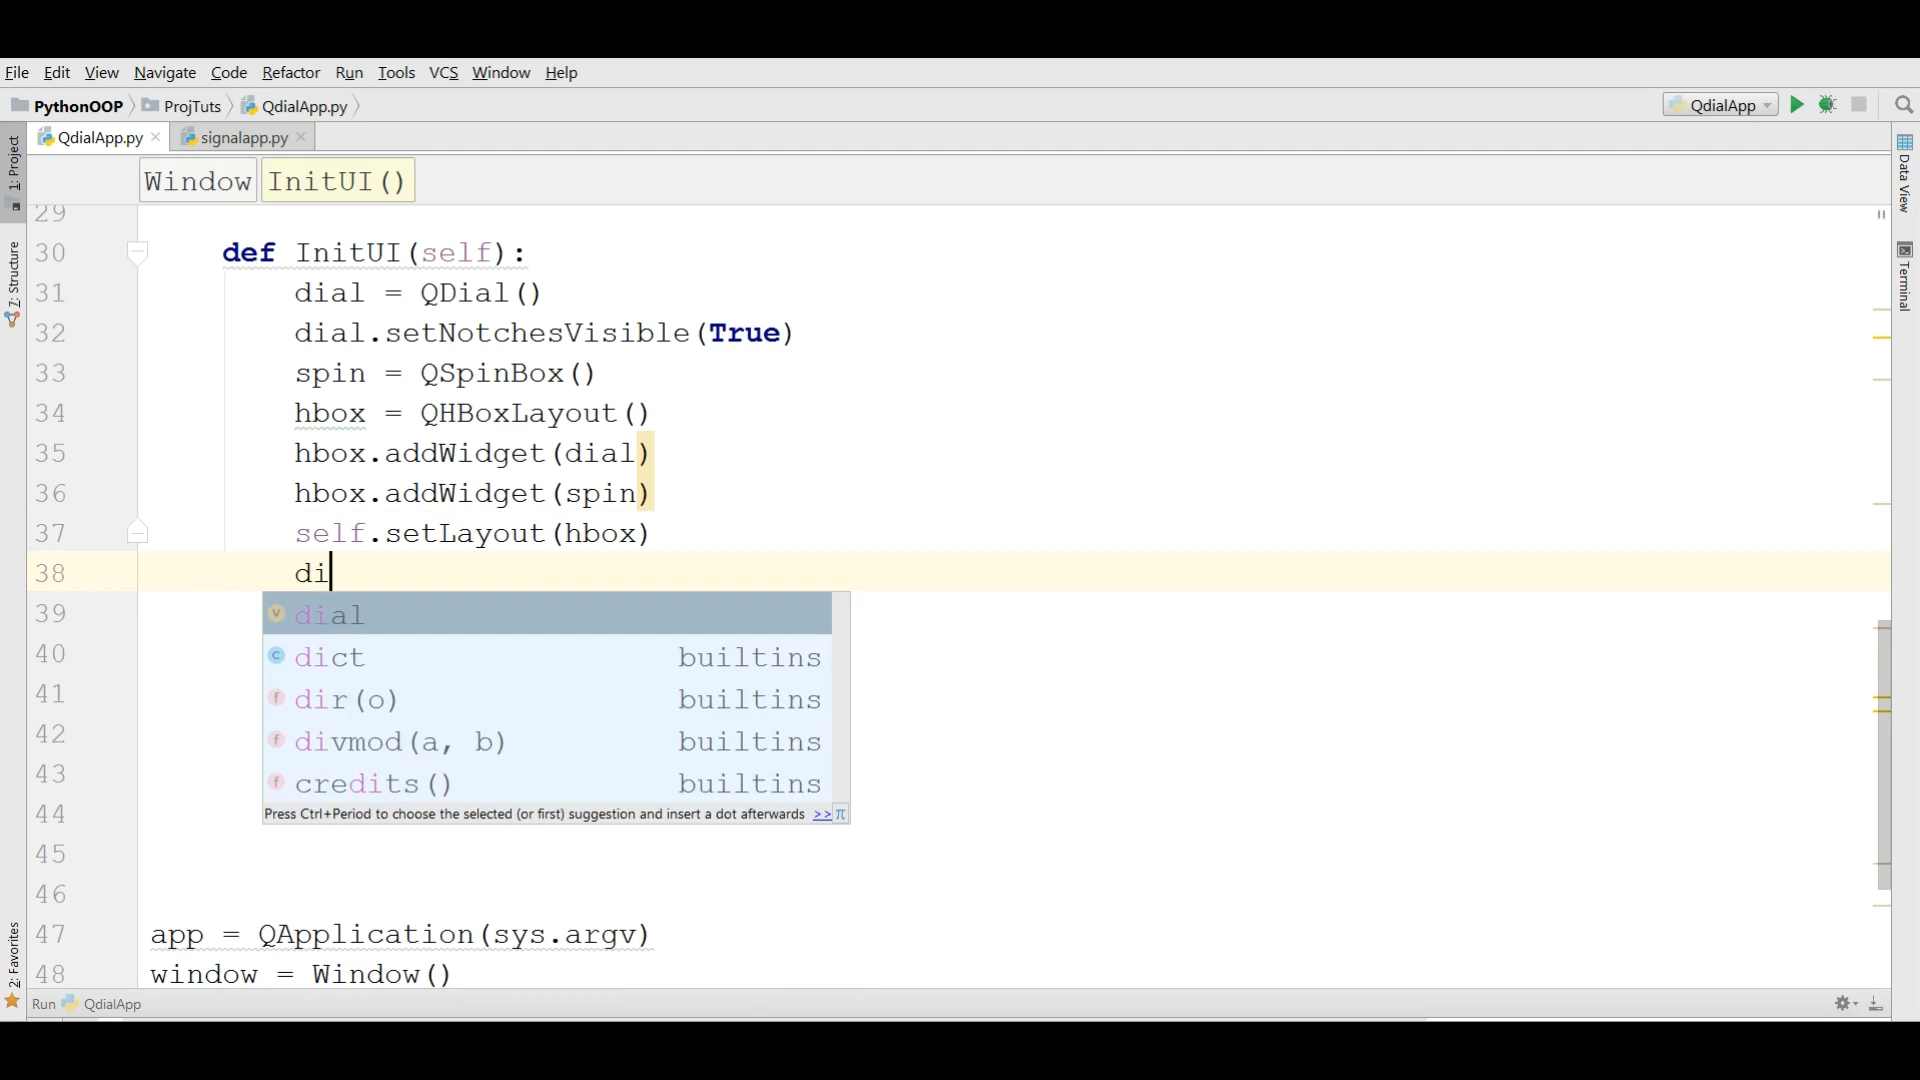 File Edit View Navigate Code Refactor Run Tools VCS Window Help
PythonOOP ProjTuts QdialApp.py QdialApp
QdialApp.py signalapp.py
1: Project
7: Structure
2: Favorites
Data View
Terminal
Window InitUI()
29
30 def InitUI(self):
31 dial = QDial()
32 dial.setNotchesVisible(True)
33 spin = QSpinBox()
34 hbox = QHBoxLayout()
35 hbox.addWidget(dial)
36 hbox.addWidget(spin)
37 self.setLayout(hbox)
38 di
39 v dial
40 c dict builtins
41 f dir(o) builtins
42 f divmod(a, b) builtins
43 f credits() builtins
44 Press Ctrl+Period to choose the selected (or first) suggestion and insert a dot afterwards >> π
45
46
47 app = QApplication(sys.argv)
48 window = Window()
Run QdialApp